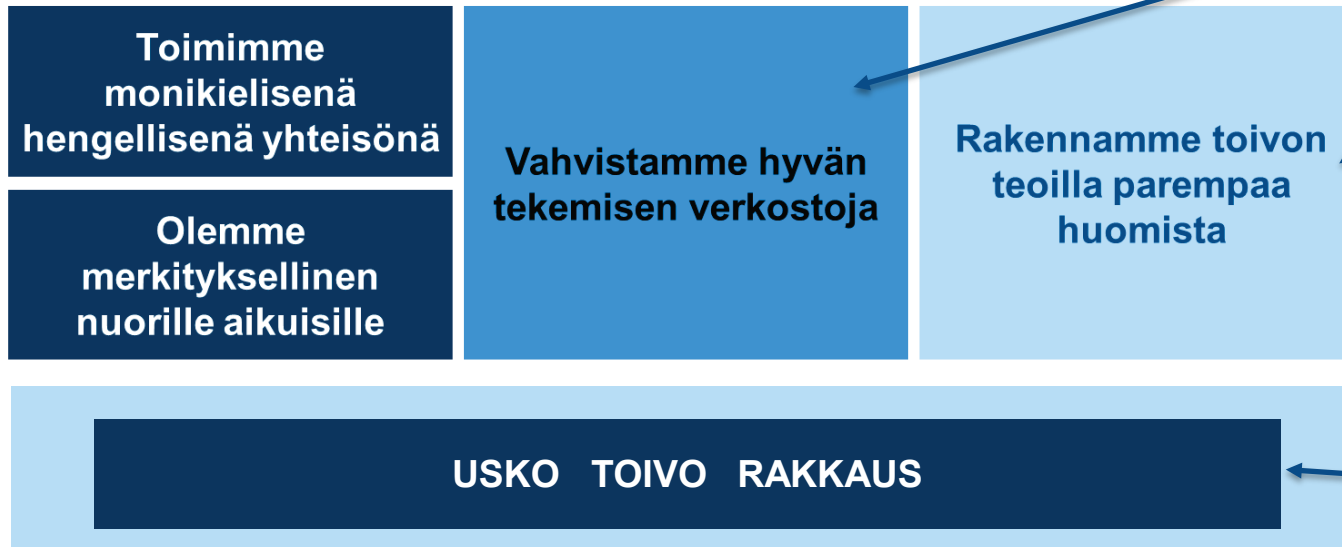 Toimimme
monikielisenä
hengellisenä yhteisönä
Olemme
merkityksellinen
nuorille aikuisille
Vahvistamme hyvän
tekemisen verkostoja
Rakennamme toivon
teoilla parempaa
huomista
USKO TOIVO RAKKAUS